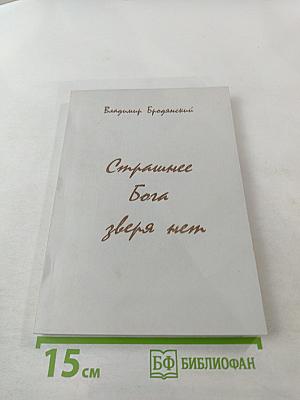 Владимир Бродянский
Страшнее
Бога
зверя нет
15 см
БФ БИБЛИОФАН